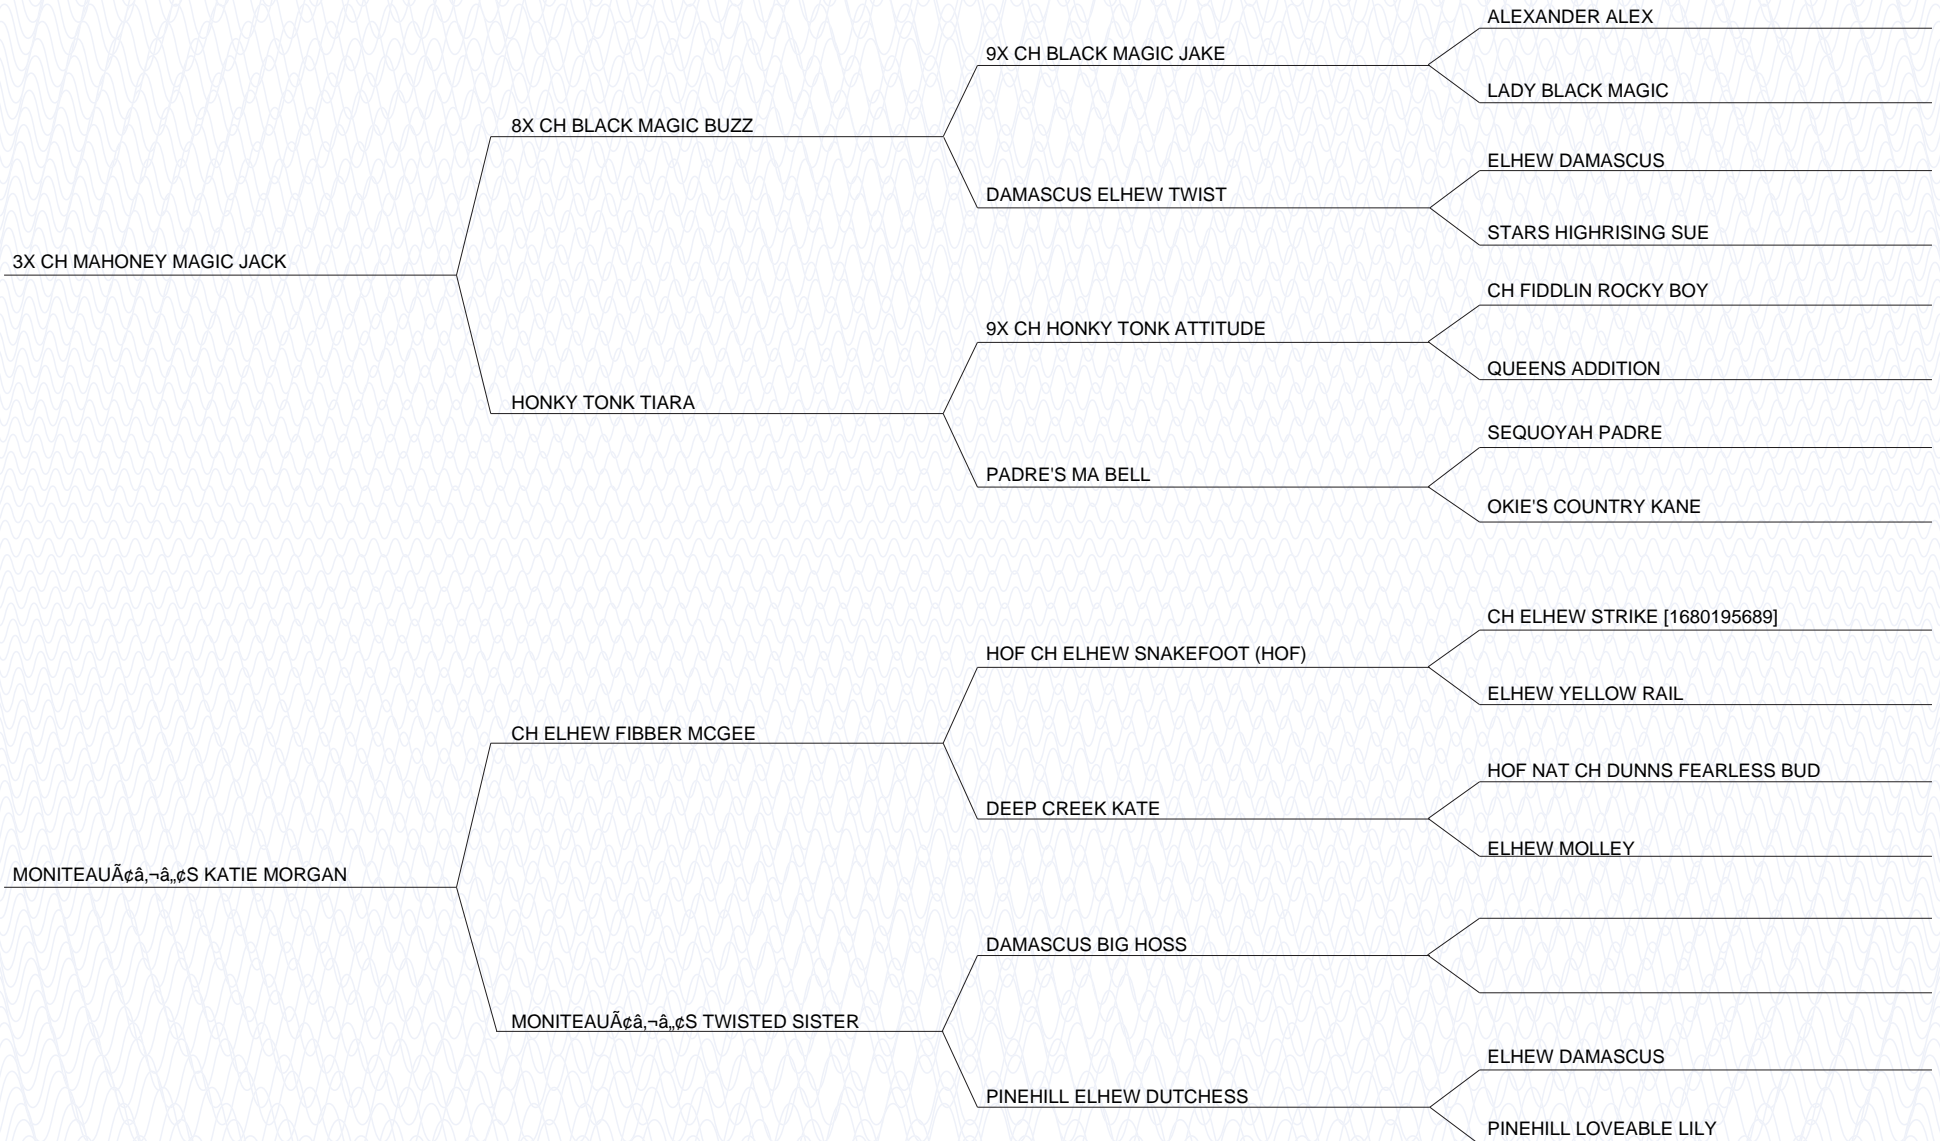 ALEXANDER ALEX
9X CH BLACK MAGIC JAKE
LADY BLACK MAGIC
8X CH BLACK MAGIC BUZZ
ELHEW DAMASCUS
DAMASCUS ELHEW TWIST
STARS HIGHRISING SUE
3X CH MAHONEY MAGIC JACK
CH FIDDLIN ROCKY BOY
9X CH HONKY TONK ATTITUDE
QUEENS ADDITION
HONKY TONK TIARA
SEQUOYAH PADRE
PADRE'S MA BELL
OKIE'S COUNTRY KANE
CH ELHEW STRIKE [1680195689]
HOF CH ELHEW SNAKEFOOT (HOF)
ELHEW YELLOW RAIL
CH ELHEW FIBBER MCGEE
HOF NAT CH DUNNS FEARLESS BUD
DEEP CREEK KATE
ELHEW MOLLEY
MONITEAUÃ¢â‚¬â„¢S KATIE MORGAN
DAMASCUS BIG HOSS
MONITEAUÃ¢â‚¬â„¢S TWISTED SISTER
ELHEW DAMASCUS
PINEHILL ELHEW DUTCHESS
PINEHILL LOVEABLE LILY